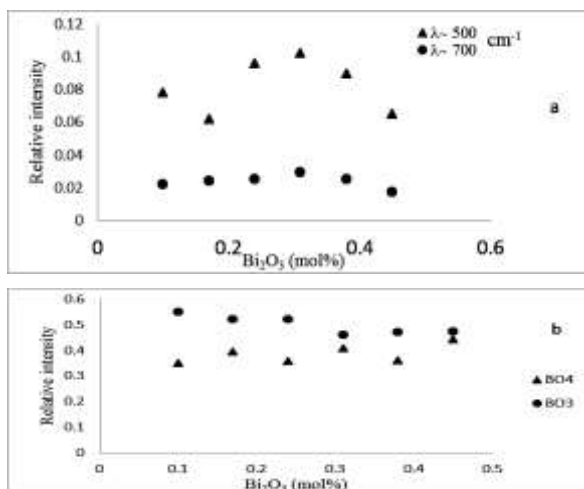 0.12
▲ λ~ 500 cm⁻¹
● λ~ 700
0.1
0.08
0.06
0.04
0.02
0
Relative intensity
a
0 0.2 0.4 0.6
Bi₂O₃ (mol%)
0.6
0.5
0.4
0.3
0.2
0.1
0
Relative intensity
b
▲ BO4
● BO3
0 0.1 0.2 0.3 0.4 0.5
Bi₂O₃ (mol%)